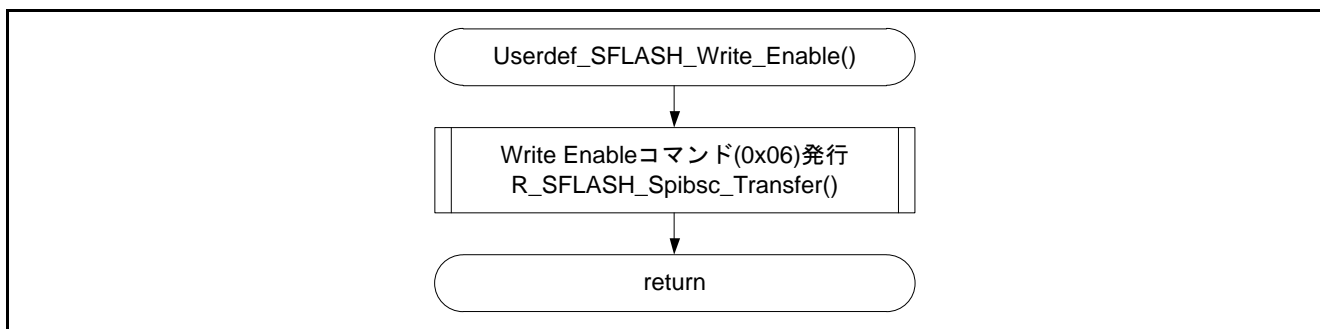 Userdef_SFLASH_Write_Enable()
Write Enableコマンド(0x06)発行
R_SFLASH_Spibsc_Transfer()
return